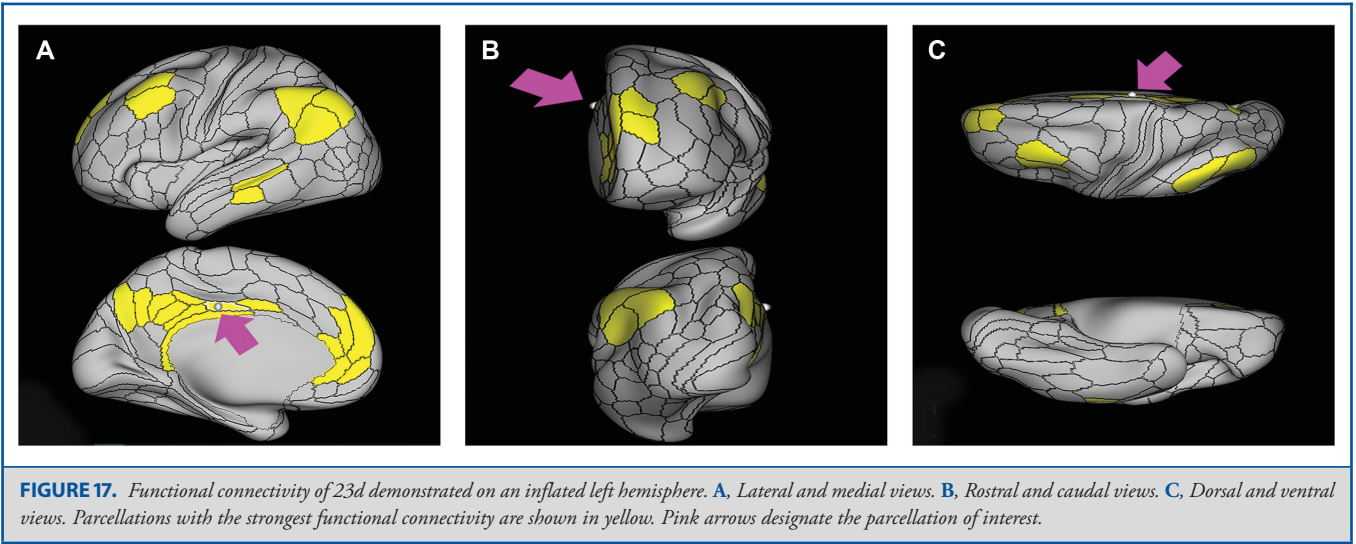 A
B
C
FIGURE 17. Functional connectivity of 23d demonstrated on an inflated left hemisphere. A, Lateral and medial views. B, Rostral and caudal views. C, Dorsal and ventral
views. Parcellations with the strongest functional connectivity are shown in yellow. Pink arrows designate the parcellation of interest.